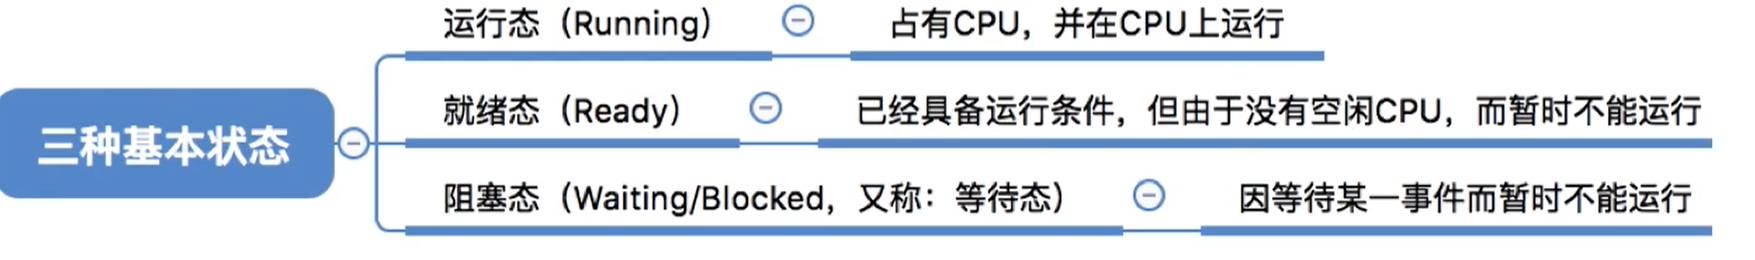 三种基本状态
运行态（Running）
占有CPU，并在CPU上运行
就绪态（Ready）
已经具备运行条件，但由于没有空闲CPU，而暂时不能运行
阻塞态（Waiting/Blocked，又称：等待态）
因等待某一事件而暂时不能运行